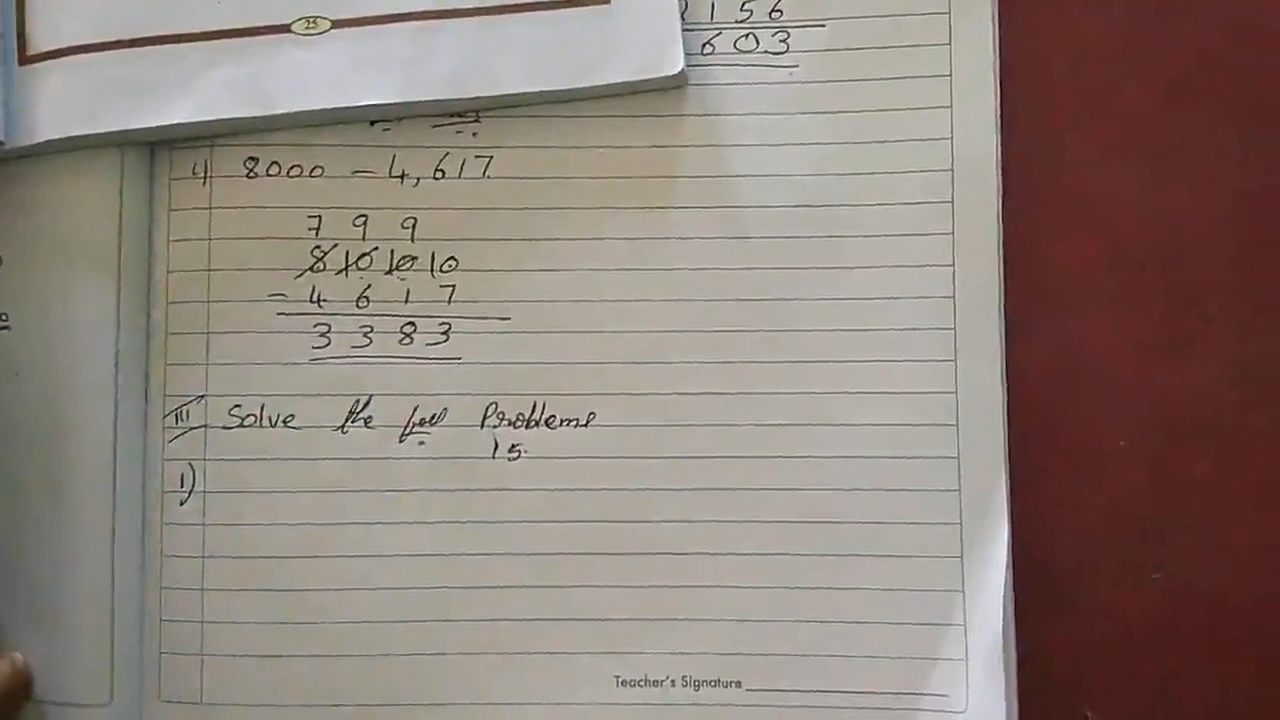 25
156
603
4) 8000 - 4,617
7 9 9
8 10 10 10
- 4 6 1 7
3 3 8 3
III Solve the foll Problems
15.
1)
Teacher's Signature